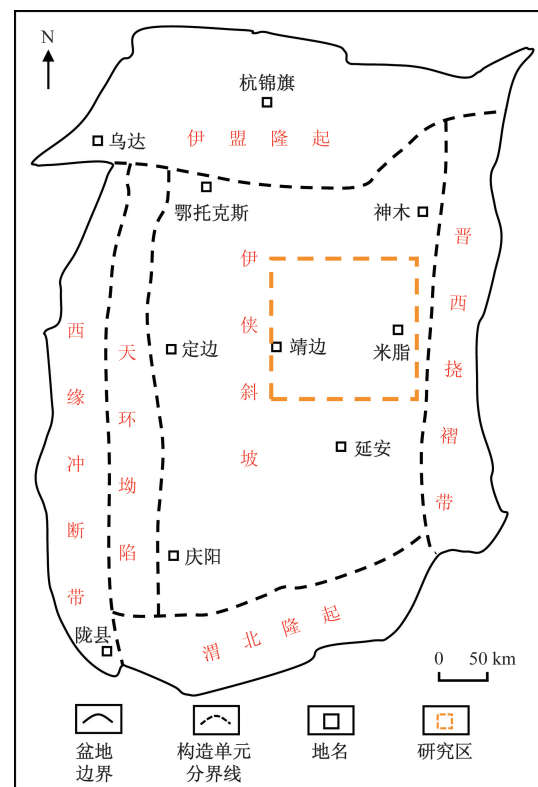 N
杭锦旗
乌达
伊盟隆起
鄂托克斯
神木
伊陕斜坡
晋西挠褶带
西缘冲断带
天环坳陷
定边
靖边
米脂
延安
庆阳
渭北隆起
陇县
0 50 km
盆地
边界
构造单元
分界线
地名
研究区